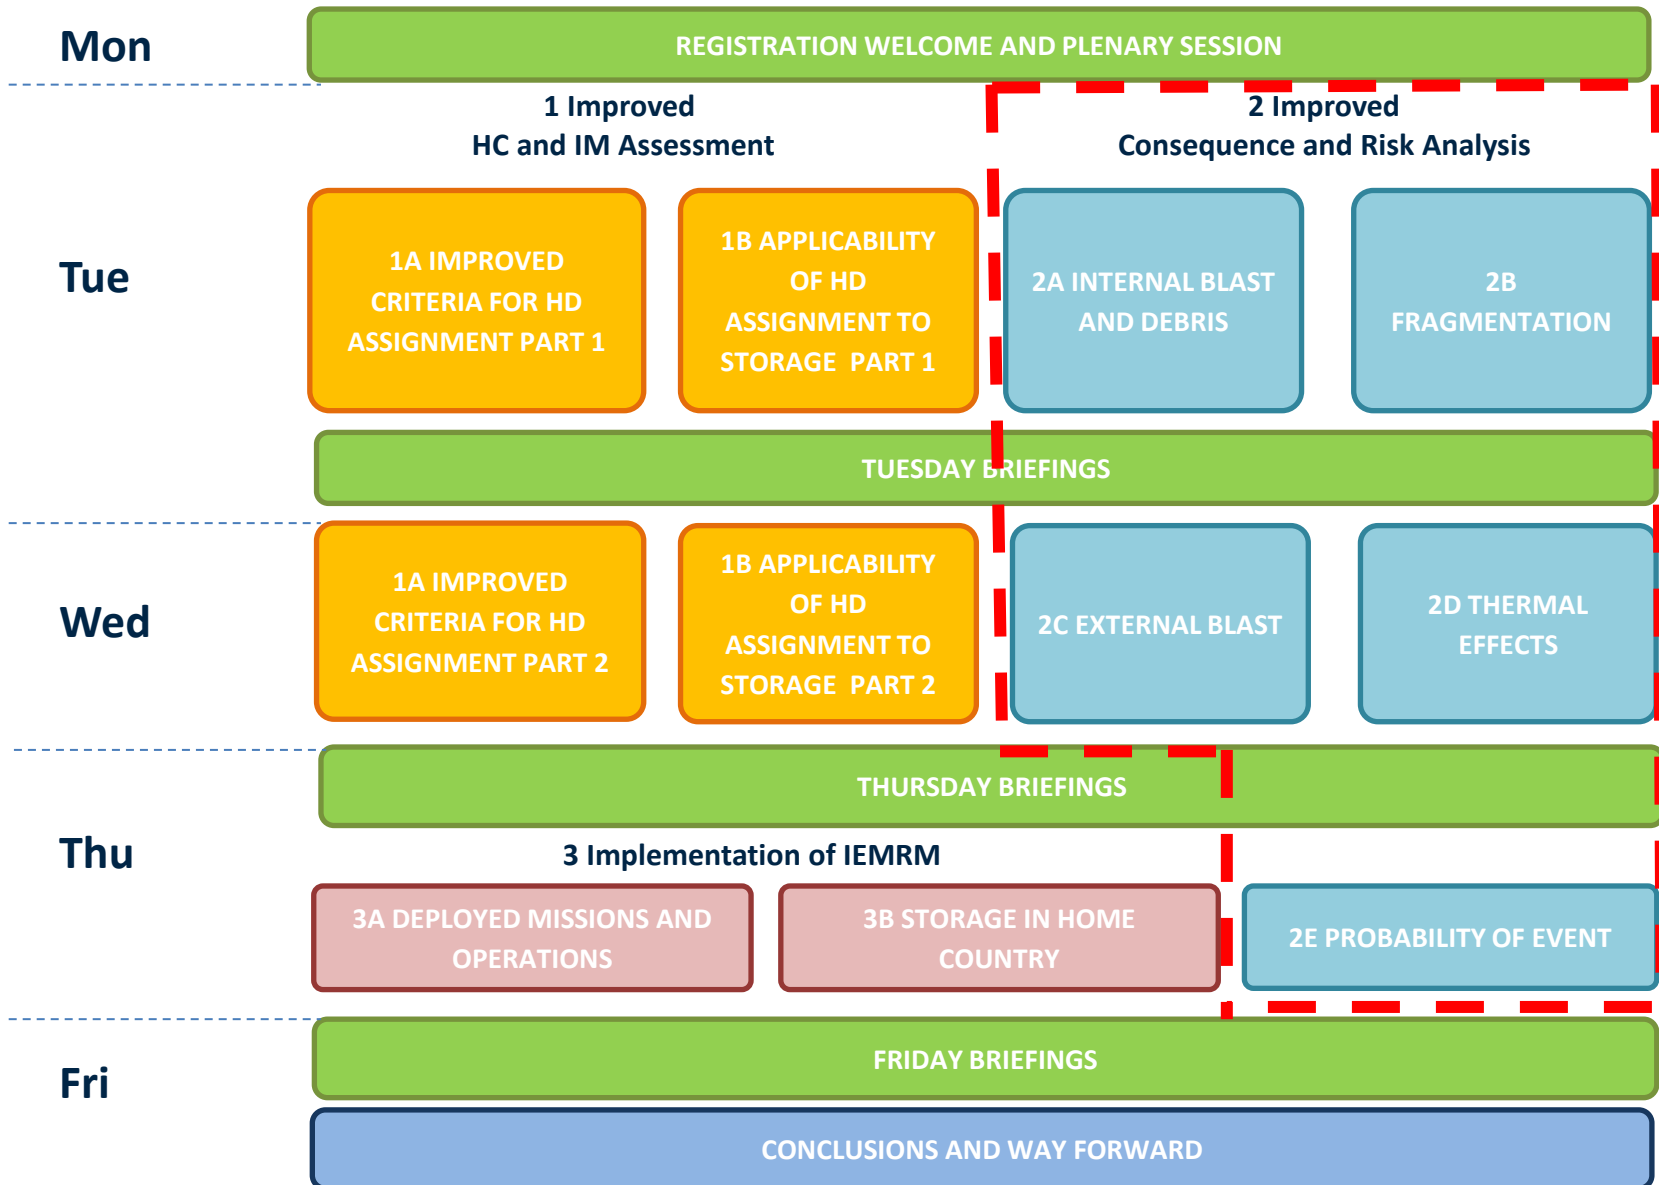 Mon
REGISTRATION WELCOME AND PLENARY SESSION
1 Improved
HC and IM Assessment
2 Improved
Consequence and Risk Analysis
Tue
1A IMPROVED
CRITERIA FOR HD
ASSIGNMENT PART 1
1B APPLICABILITY
OF HD
ASSIGNMENT TO
STORAGE PART 1
2A INTERNAL BLAST
AND DEBRIS
2B
FRAGMENTATION
TUESDAY BRIEFINGS
Wed
1A IMPROVED
CRITERIA FOR HD
ASSIGNMENT PART 2
1B APPLICABILITY
OF HD
ASSIGNMENT TO
STORAGE PART 2
2C EXTERNAL BLAST
2D THERMAL
EFFECTS
THURSDAY BRIEFINGS
Thu
3 Implementation of IEMRM
3A DEPLOYED MISSIONS AND
OPERATIONS
3B STORAGE IN HOME
COUNTRY
2E PROBABILITY OF EVENT
Fri
FRIDAY BRIEFINGS
CONCLUSIONS AND WAY FORWARD